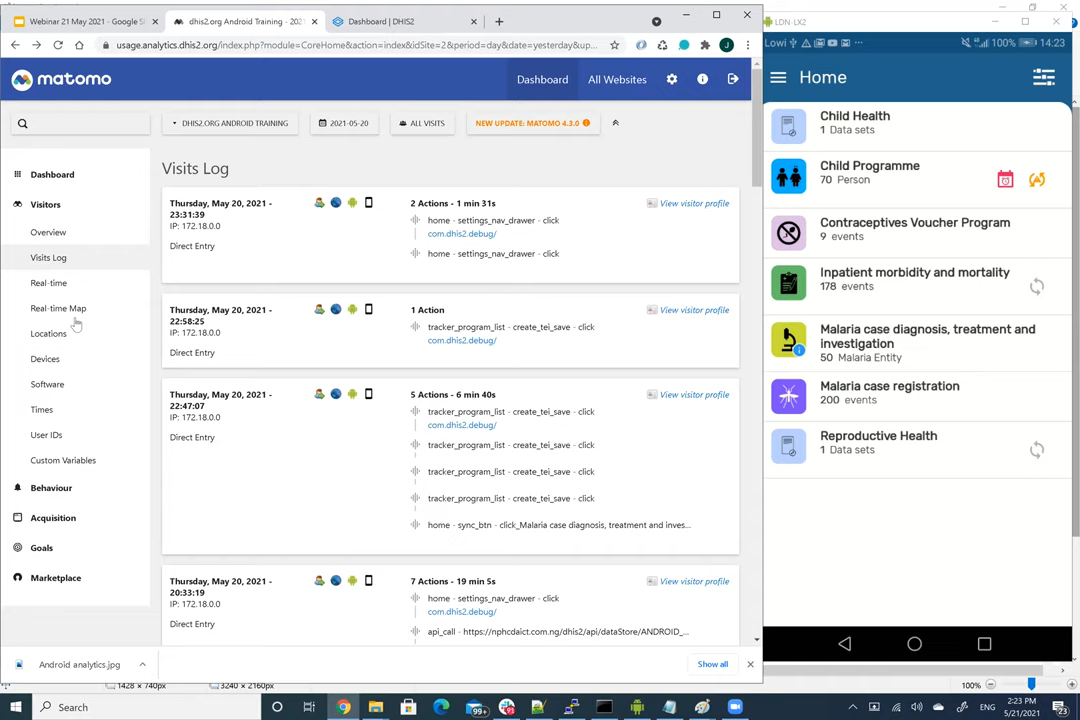 Webinar 21 May 2021 - Google Sl
dhis2.org Android Training - 2021
Dashboard | DHIS2
usage.analytics.dhis2.org/index.php?module=CoreHome&action=index&idSite=2&period=day&date=yesterday&up...
J
matomo
Dashboard
All Websites
DHIS2.ORG ANDROID TRAINING
2021-05-20
ALL VISITS
NEW UPDATE: MATOMO 4.3.0
Dashboard
Visitors
Overview
Visits Log
Real-time
Real-time Map
Locations
Devices
Software
Times
User IDs
Custom Variables
Behaviour
Acquisition
Goals
Marketplace
Visits Log
Thursday, May 20, 2021 -
23:31:39
IP: 172.18.0.0
Direct Entry
2 Actions - 1 min 31s
home - settings_nav_drawer - click
com.dhis2.debug/
home - settings_nav_drawer - click
View visitor profile
Thursday, May 20, 2021 -
22:58:25
IP: 172.18.0.0
Direct Entry
1 Action
tracker_program_list - create_tei_save - click
com.dhis2.debug/
View visitor profile
Thursday, May 20, 2021 -
22:47:07
IP: 172.18.0.0
Direct Entry
5 Actions - 6 min 40s
tracker_program_list - create_tei_save - click
com.dhis2.debug/
tracker_program_list - create_tei_save - click
tracker_program_list - create_tei_save - click
tracker_program_list - create_tei_save - click
home - sync_btn - click_Malaria case diagnosis, treatment and inves...
View visitor profile
Thursday, May 20, 2021 -
20:33:19
IP: 172.18.0.0
Direct Entry
7 Actions - 19 min 5s
home - settings_nav_drawer - click
com.dhis2.debug/
api_call - https://nphcdaict.com.ng/dhis2/api/dataStore/ANDROID_...
View visitor profile
Android analytics.jpg
Show all
1428 × 740px
3240 × 2160px
100%
LDN-LX2
Lowi
100%
14:23
Home
Child Health
1 Data sets
Child Programme
70 Person
Contraceptives Voucher Program
9 events
Inpatient morbidity and mortality
178 events
Malaria case diagnosis, treatment and
investigation
50 Malaria Entity
Malaria case registration
200 events
Reproductive Health
1 Data sets
Search
99+
ENG
2:23 PM
5/21/2021
23